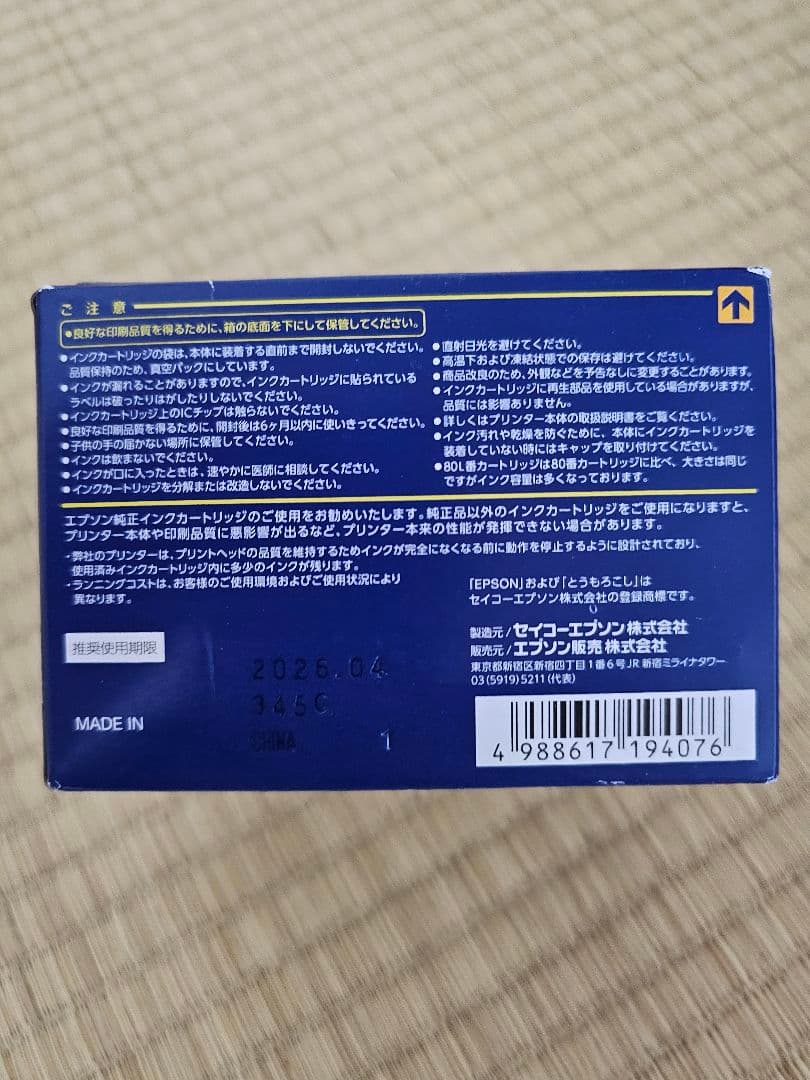 ご注意
●良好な印刷品質を得るために、箱の底面を下にして保管してください。
●インクカートリッジの袋は、本体に装着する直前まで開封しないでください。
品質保持のため、真空パックにしています。
●インクが漏れることがありますので、インクカートリッジに貼られている
ラベルは破ったりはがしたりしないでください。
●インクカートリッジ上のICチップは触らないでください。
●良好な印刷品質を得るために、開封後は6ヶ月以内に使いきってください。
●子供の手の届かない場所に保管してください。
●インクは飲まないでください。
●インクが口に入ったときは、速やかに医師に相談してください。
●インクカートリッジを分解または改造しないでください。
●直射日光を避けてください。
●高温下および凍結状態での保存は避けてください。
●商品改良のため、外観などを予告なしに変更することがあります。
●インクカートリッジに再生部品を使用している場合がありますが、
品質には影響ありません。
●詳しくはプリンター本体の取扱説明書をご覧ください。
●インク汚れや乾燥を防ぐために、本体にインクカートリッジを
装着していない時にはキャップを取り付けてください。
●80L番カートリッジは80番カートリッジに比べ、大きさは同じ
ですがインク容量は多くなっております。
エプソン純正インクカートリッジのご使用をお勧めいたします。純正品以外のインクカートリッジをご使用になりますと、
プリンター本体や印刷品質に悪影響が出るなど、プリンター本来の性能が発揮できない場合があります。
・弊社のプリンターは、プリントヘッドの品質を維持するためインクが完全になくなる前に動作を停止するように設計されており、
使用済みインクカートリッジ内に多少のインクが残ります。
・ランニングコストは、お客様のご使用環境およびご使用状況により
異なります。
「EPSON」および「とうもろこし」は
セイコーエプソン株式会社の登録商標です。
製造元/セイコーエプソン株式会社
販売元/エプソン販売 株式会社
東京都新宿区新宿四丁目1番6号 JR新宿ミライナタワー
03(5919)5211(代表)
推奨使用期限
2026.04
345C
MADE IN
CHINA 1
4 988617 194076